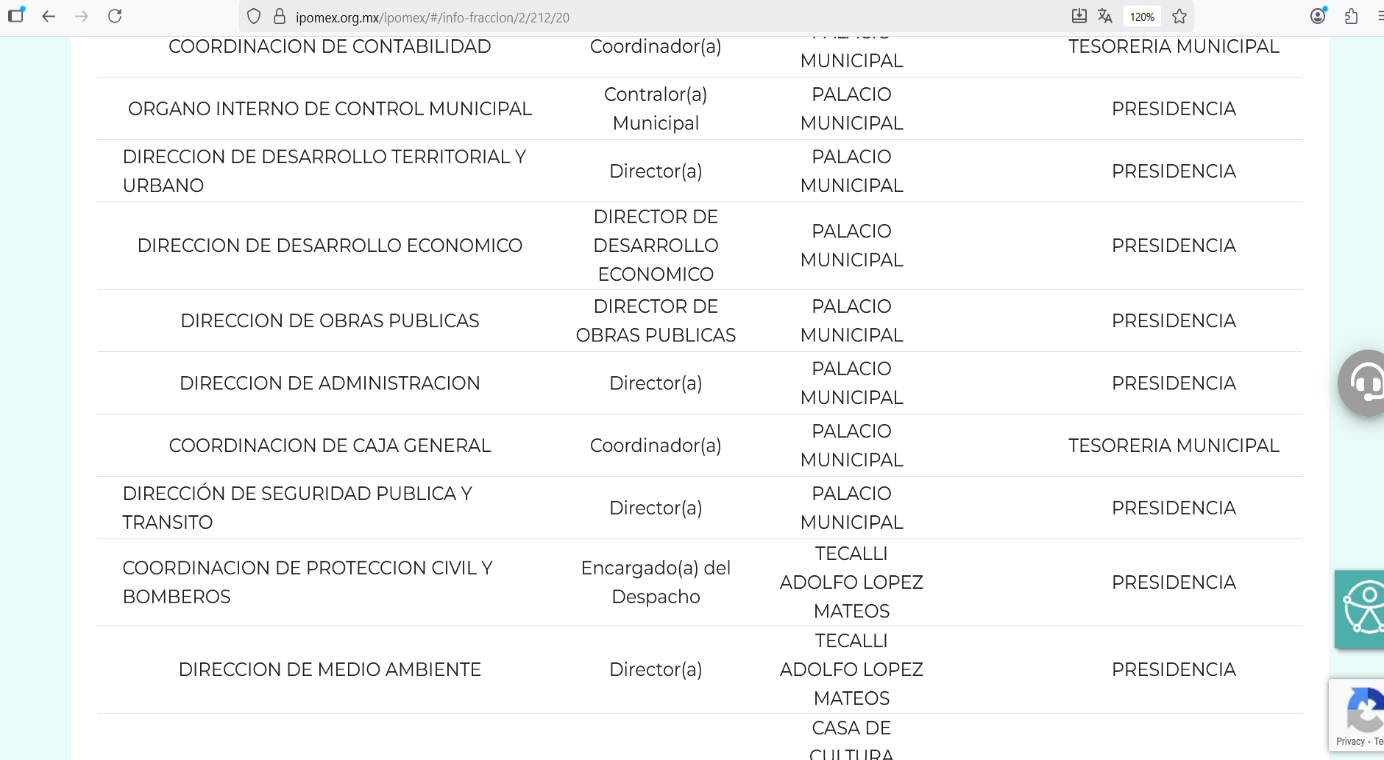 ipomex.org.mx/ipomex/#/info-fraccion/2/212/20
120%
COORDINACION DE CONTABILIDAD
Coordinador(a)
PALACIO
MUNICIPAL
TESORERIA MUNICIPAL
ORGANO INTERNO DE CONTROL MUNICIPAL
Contralor(a)
Municipal
PALACIO
MUNICIPAL
PRESIDENCIA
DIRECCION DE DESARROLLO TERRITORIAL Y
URBANO
Director(a)
PALACIO
MUNICIPAL
PRESIDENCIA
DIRECCION DE DESARROLLO ECONOMICO
DIRECTOR DE
DESARROLLO
ECONOMICO
PALACIO
MUNICIPAL
PRESIDENCIA
DIRECCION DE OBRAS PUBLICAS
DIRECTOR DE
OBRAS PUBLICAS
PALACIO
MUNICIPAL
PRESIDENCIA
DIRECCION DE ADMINISTRACION
Director(a)
PALACIO
MUNICIPAL
PRESIDENCIA
COORDINACION DE CAJA GENERAL
Coordinador(a)
PALACIO
MUNICIPAL
TESORERIA MUNICIPAL
DIRECCIÓN DE SEGURIDAD PUBLICA Y
TRANSITO
Director(a)
PALACIO
MUNICIPAL
PRESIDENCIA
COORDINACION DE PROTECCION CIVIL Y
BOMBEROS
Encargado(a) del
Despacho
TECALLI
ADOLFO LOPEZ
MATEOS
PRESIDENCIA
DIRECCION DE MEDIO AMBIENTE
Director(a)
TECALLI
ADOLFO LOPEZ
MATEOS
PRESIDENCIA
CASA DE
CULTURA
Privacy - Te